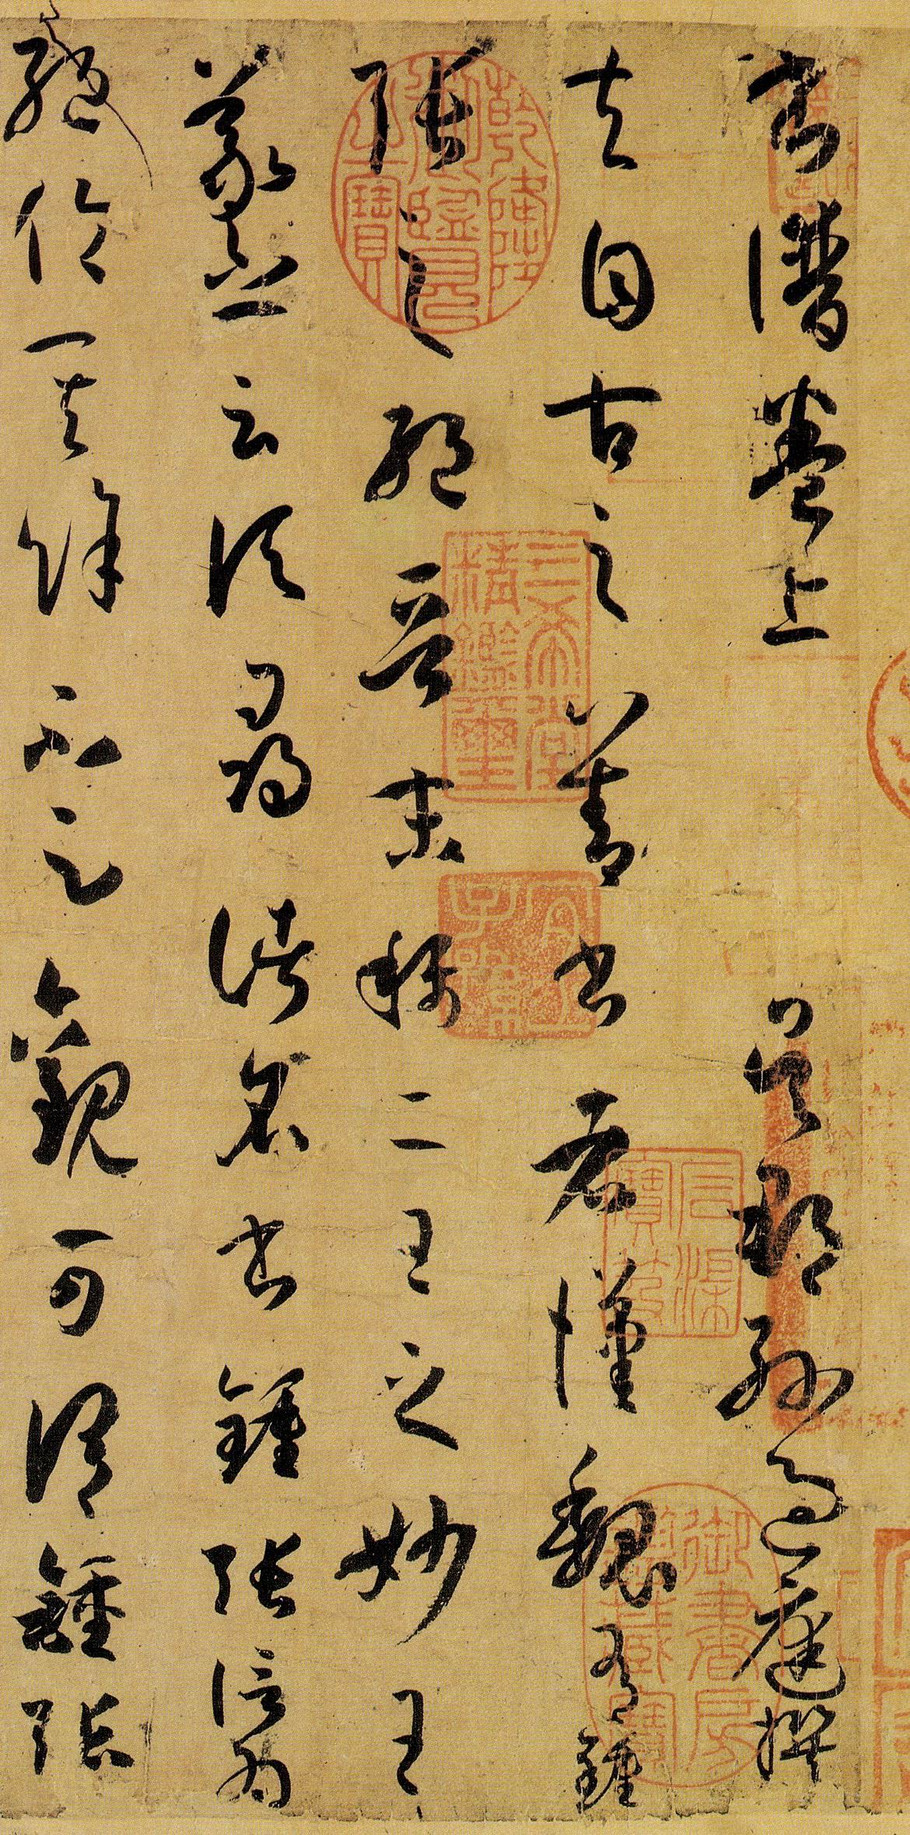 書譜卷上 吳郡孫過庭撰
夫自古之善書者漢魏有鍾
張之絕晉末稱二王之妙王
羲之云頃尋諸名書鍾張信為
絕倫其餘不足觀可謂鍾張
乾隆御覽之寶
三希堂精鑑璽
宜子孫
石渠寶笈
御書房鑑藏寶